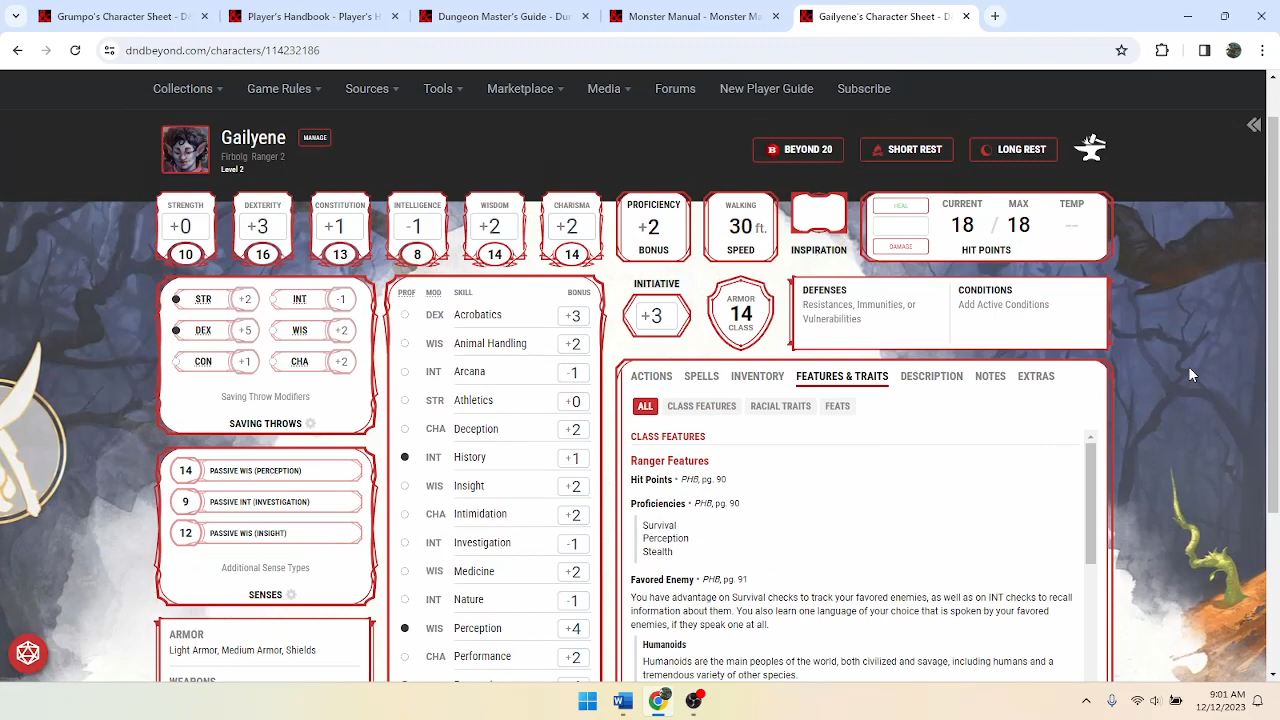 Grumpo's Character Sheet - D
Player's Handbook - Player's Ha
Dungeon Master's Guide - Dun
Monster Manual - Monster Ma
Gailyene's Character Sheet - D
dndbeyond.com/characters/114232186
Collections Game Rules Sources Tools Marketplace Media Forums New Player Guide Subscribe
Gailyene MANAGE
Firbolg Ranger 2
Level 2
BEYOND 20 SHORT REST LONG REST
STRENGTH +0 10
DEXTERITY +3 16
CONSTITUTION +1 13
INTELLIGENCE -1 8
WISDOM +2 14
CHARISMA +2 14
PROFICIENCY +2 BONUS
WALKING 30 ft. SPEED
INSPIRATION
HEAL
DAMAGE
CURRENT MAX TEMP
18 / 18 --
HIT POINTS
STR +2 INT -1
DEX +5 WIS +2
CON +1 CHA +2
Saving Throw Modifiers
SAVING THROWS
14 PASSIVE WIS (PERCEPTION)
9 PASSIVE INT (INVESTIGATION)
12 PASSIVE WIS (INSIGHT)
Additional Sense Types
SENSES
ARMOR
Light Armor, Medium Armor, Shields
WEAPONS
PROF MOD SKILL BONUS
DEX Acrobatics +3
WIS Animal Handling +2
INT Arcana -1
STR Athletics +0
CHA Deception +2
INT History +1
WIS Insight +2
CHA Intimidation +2
INT Investigation -1
WIS Medicine +2
INT Nature -1
WIS Perception +4
CHA Performance +2
INITIATIVE
+3
ARMOR
14
CLASS
DEFENSES
Resistances, Immunities, or
Vulnerabilities
CONDITIONS
Add Active Conditions
ACTIONS SPELLS INVENTORY FEATURES & TRAITS DESCRIPTION NOTES EXTRAS
ALL CLASS FEATURES RACIAL TRAITS FEATS
CLASS FEATURES
Ranger Features
Hit Points • PHB, pg. 90
Proficiencies • PHB, pg. 90
Survival
Perception
Stealth
Favored Enemy • PHB, pg. 91
You have advantage on Survival checks to track your favored enemies, as well as on INT checks to recall
information about them. You also learn one language of your choice that is spoken by your favored
enemies, if they speak one at all.
Humanoids
Humanoids are the main peoples of the world, both civilized and savage, including humans and a
tremendous variety of other species.
9:01 AM
12/12/2023